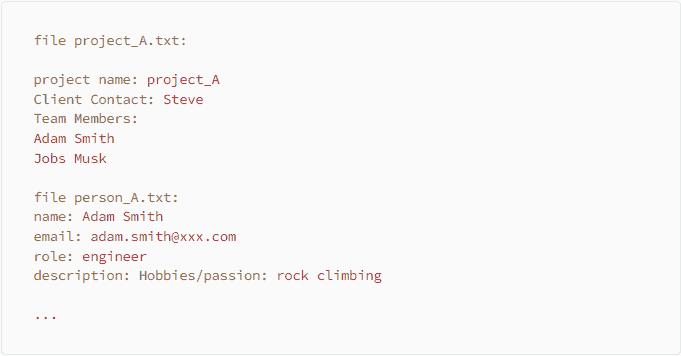 file project_A.txt:
project name: project_A
Client Contact: Steve
Team Members:
Adam Smith
Jobs Musk
file person_A.txt:
name: Adam Smith
email: adam.smith@xxx.com
role: engineer
description: Hobbies/passion: rock climbing
...